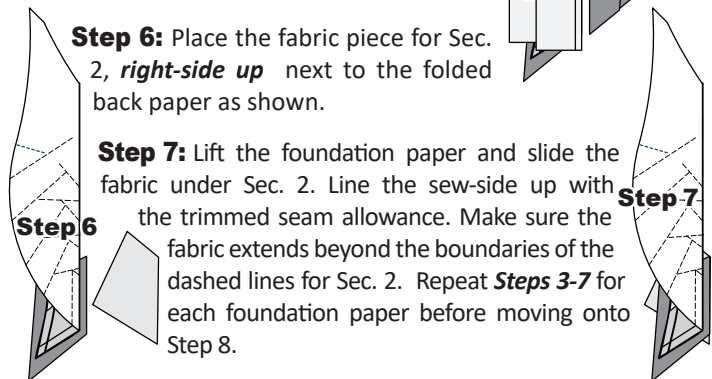 Step 6: Place the fabric piece for Sec.
2, right-side up next to the folded
back paper as shown.
Step 7: Lift the foundation paper and slide the
fabric under Sec. 2. Line the sew-side up with
the trimmed seam allowance. Make sure the
fabric extends beyond the boundaries of the
dashed lines for Sec. 2. Repeat Steps 3-7 for
each foundation paper before moving onto
Step 8.
Step 6
Step 7